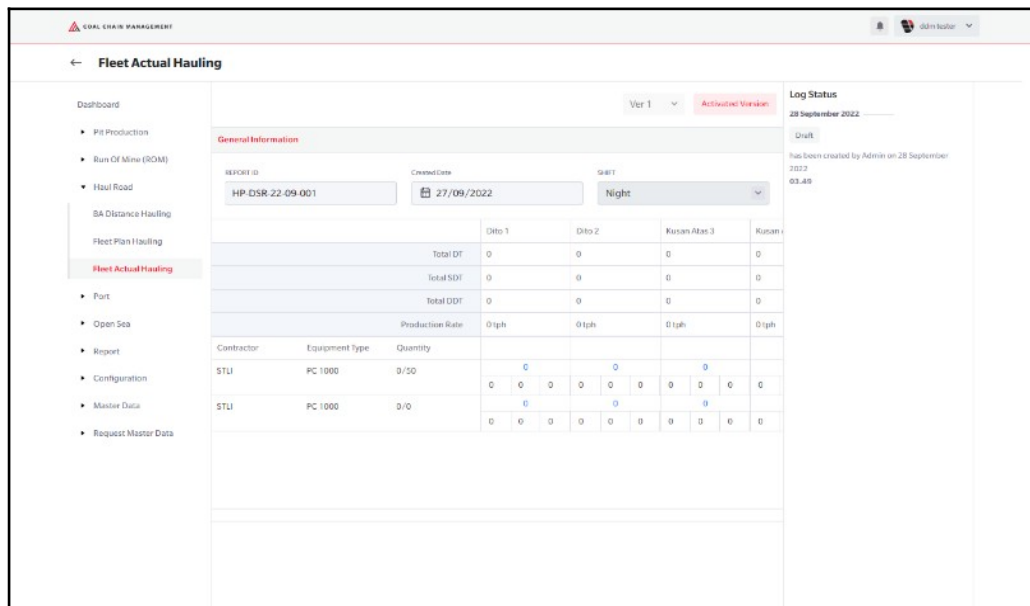 COAL CHAIN MANAGEMENT
ddm tester
← Fleet Actual Hauling
Dashboard
Pit Production
Run Of Mine (ROM)
Haul Road
BA Distance Hauling
Fleet Plan Hauling
Fleet Actual Hauling
Port
Open Sea
Report
Configuration
Master Data
Request Master Data
Ver 1 Activated Version
General Information
REPORT ID Created Date SHIFT
HP-DSR-22-09-001 27/09/2022 Night
Dito 1 Dito 2 Kusan Atas 3 Kusan
Total DT 0 0 0 0
Total SDT 0 0 0 0
Total DDT 0 0 0 0
Production Rate 0 tph 0 tph 0 tph 0 tph
Contractor Equipment Type Quantity
STLI PC 1000 0/50 0 0 0
0 0 0 0 0 0 0 0 0 0
STLI PC 1000 0/0 0 0 0
0 0 0 0 0 0 0 0 0 0
Log Status
28 September 2022
Draft
has been created by Admin on 28 September
2022
03.49